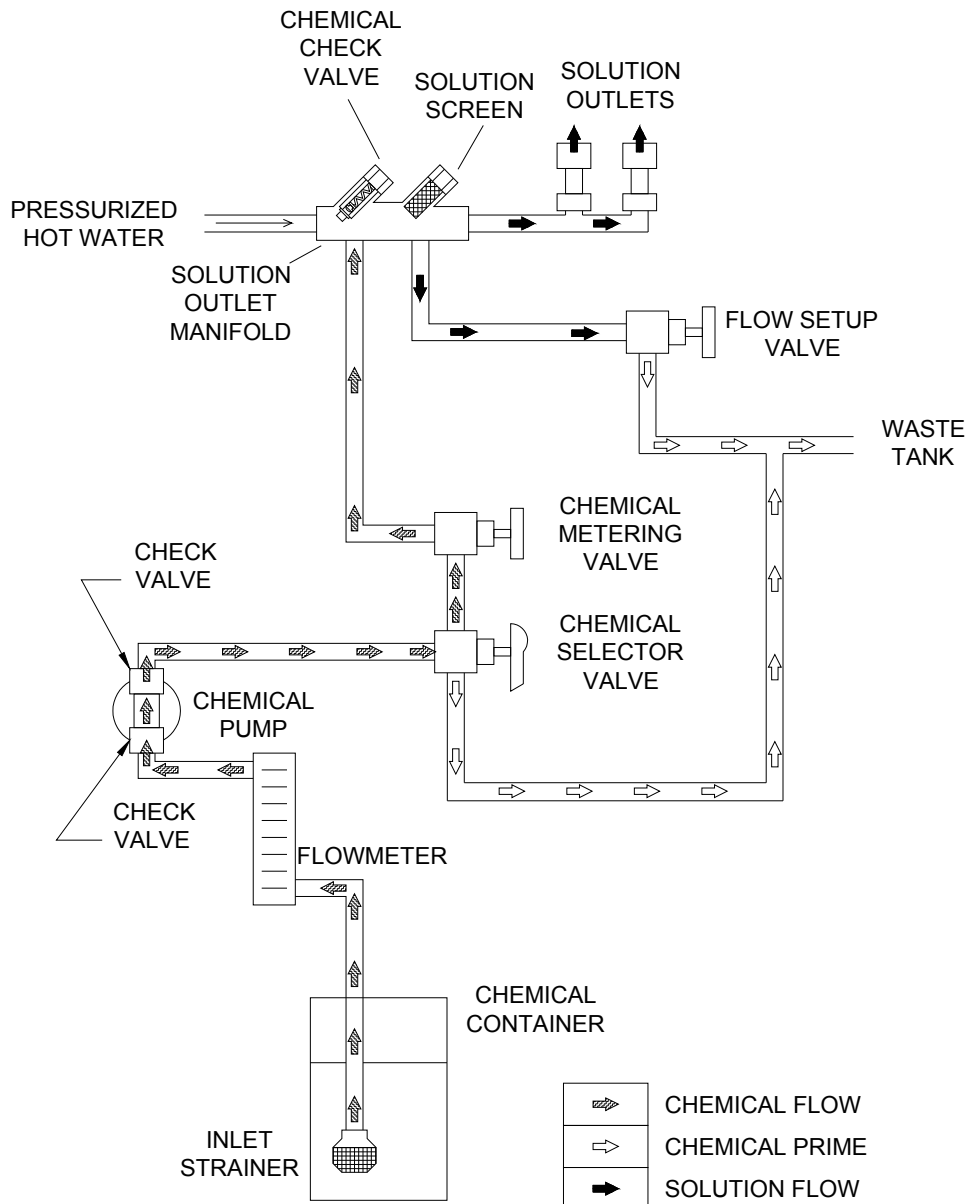 CHEMICAL
CHECK
VALVE
SOLUTION
SCREEN
SOLUTION
OUTLETS
PRESSURIZED
HOT WATER
SOLUTION
OUTLET
MANIFOLD
FLOW SETUP
VALVE
WASTE
TANK
CHEMICAL
METERING
VALVE
CHECK
VALVE
CHEMICAL
SELECTOR
VALVE
CHEMICAL
PUMP
CHECK
VALVE
FLOWMETER
CHEMICAL
CONTAINER
INLET
STRAINER
CHEMICAL FLOW
CHEMICAL PRIME
SOLUTION FLOW